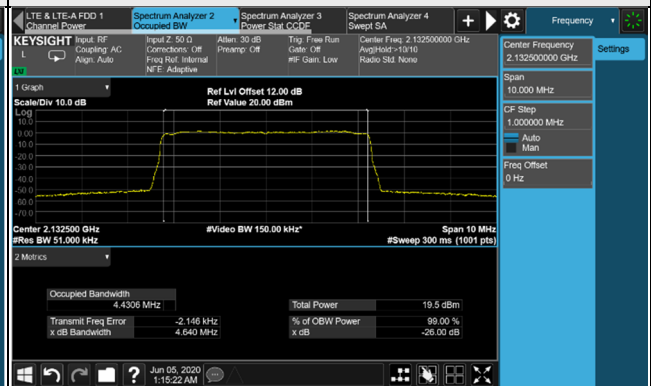 LTE & LTE-A FDD 1
Channel Power
Spectrum Analyzer 2
Occupied BW
Spectrum Analyzer 3
Power Stat CCDF
Spectrum Analyzer 4
Swept SA
Frequency
KEYSIGHT
L
Input: RF
Coupling: AC
Align: Auto
Input Z: 50 Ω
Corrections: Off
Freq Ref: Internal
NFE: Adaptive
Atten: 30 dB
Preamp: Off
Trig: Free Run
Gate: Off
#IF Gain: Low
Center Freq: 2.132500000 GHz
Avg|Hold:>10/10
Radio Std: None
Center Frequency
2.132500000 GHz
Settings
Span
10.000 MHz
CF Step
1.000000 MHz
Auto
Man
Freq Offset
0 Hz
1 Graph
Scale/Div 10.0 dB
Ref Lvl Offset 12.00 dB
Ref Value 20.00 dBm
Log
10.0
0.00
-10.0
-20.0
-30.0
-40.0
-50.0
-60.0
-70.0
Center 2.132500 GHz
#Res BW 51.000 kHz
#Video BW 150.00 kHz*
Span 10 MHz
#Sweep 300 ms (1001 pts)
2 Metrics
Occupied Bandwidth
4.4306 MHz
Total Power
19.5 dBm
Transmit Freq Error
-2.146 kHz
% of OBW Power
99.00 %
x dB Bandwidth
4.640 MHz
x dB
-26.00 dB
?
Jun 05, 2020
1:15:22 AM